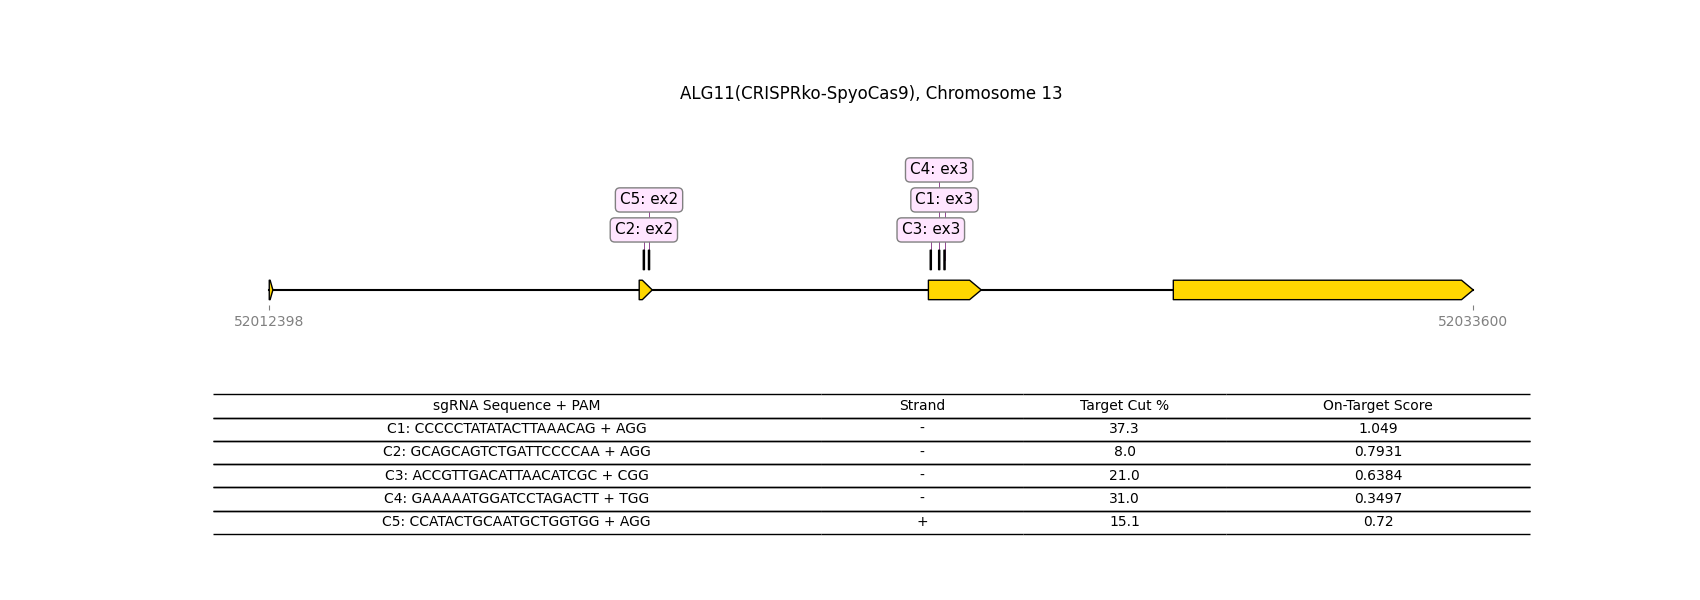 ALG11(CRISPRko-SpyoCas9), Chromosome 13
C4: ex3
C5: ex2
C1: ex3
C2: ex2
C3: ex3
52012398
52033600
sgRNA Sequence + PAM Strand Target Cut % On-Target Score
C1: CCCCCTATATACTTAAACAG + AGG - 37.3 1.049
C2: GCAGCAGTCTGATTCCCCAA + AGG - 8.0 0.7931
C3: ACCGTTGACATTAACATCGC + CGG - 21.0 0.6384
C4: GAAAAATGGATCCTAGACTT + TGG - 31.0 0.3497
C5: CCATACTGCAATGCTGGTGG + AGG + 15.1 0.72